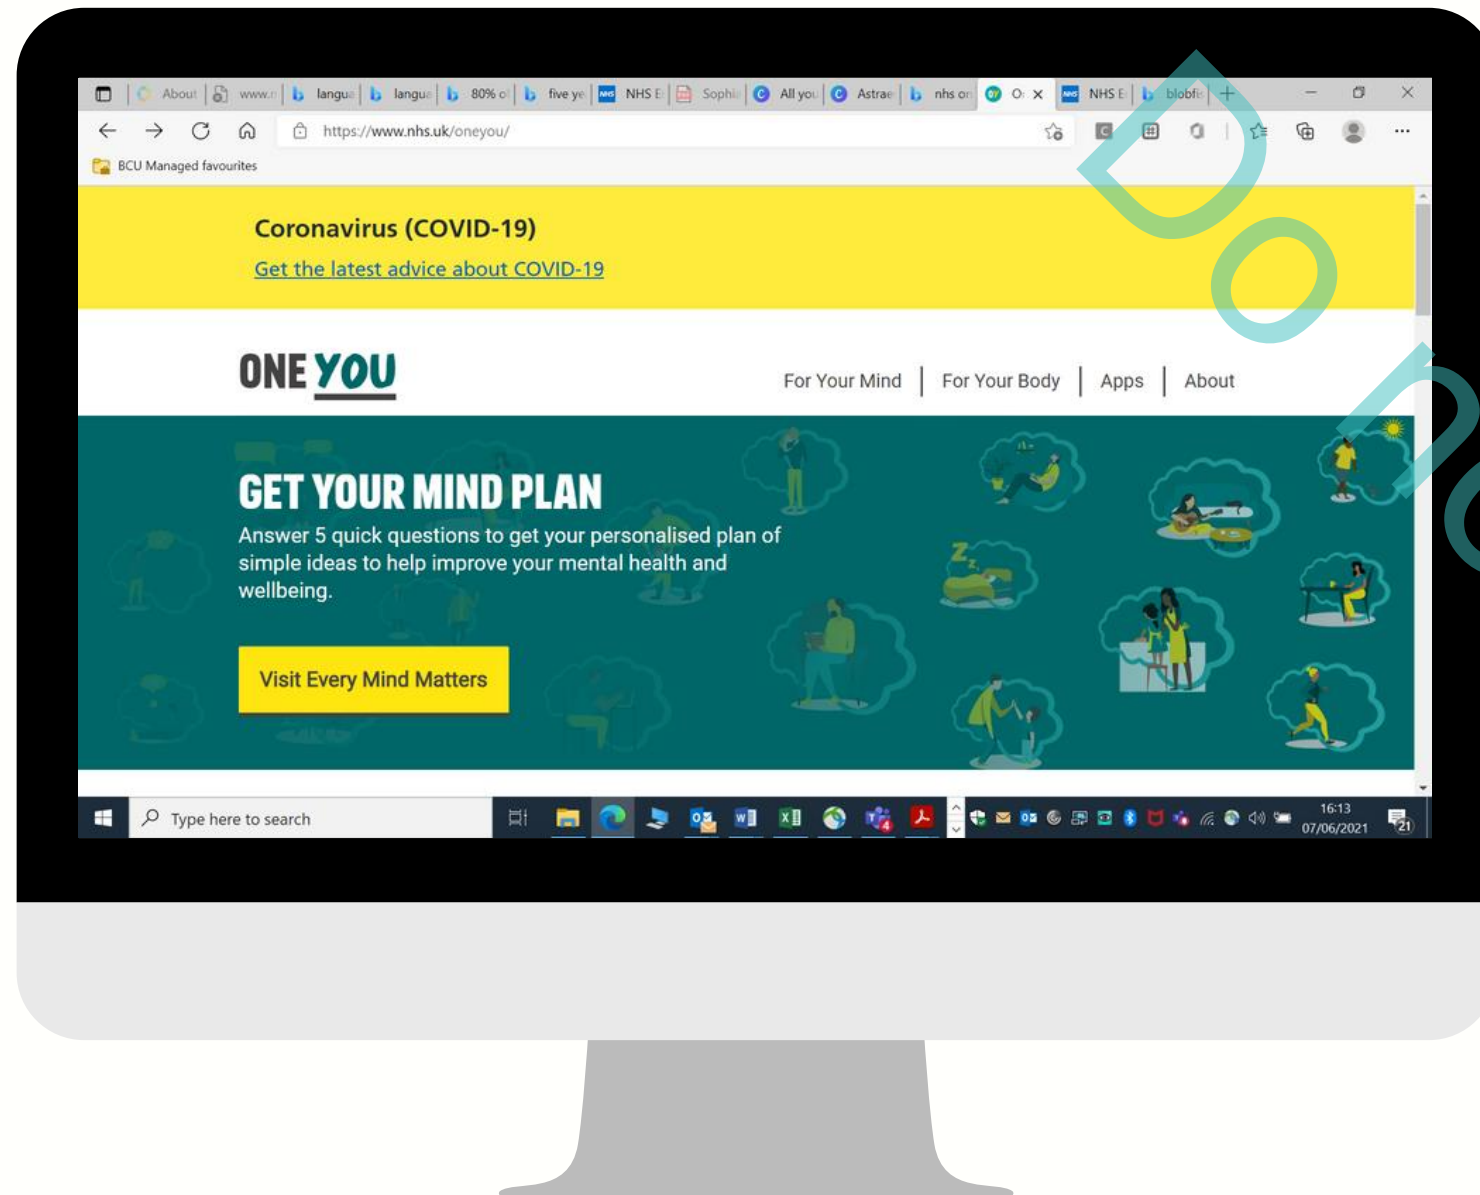 About www.n langua langua 80% o five ye NHS E Sophi All you Astrae nhs on O NHS E blobfis
https://www.nhs.uk/oneyou/
BCU Managed favourites
Coronavirus (COVID-19)
Get the latest advice about COVID-19
ONE YOU
For Your Mind | For Your Body | Apps | About
GET YOUR MIND PLAN
Answer 5 quick questions to get your personalised plan of
simple ideas to help improve your mental health and
wellbeing.
Visit Every Mind Matters
Type here to search
16:13
07/06/2021
21
Do no